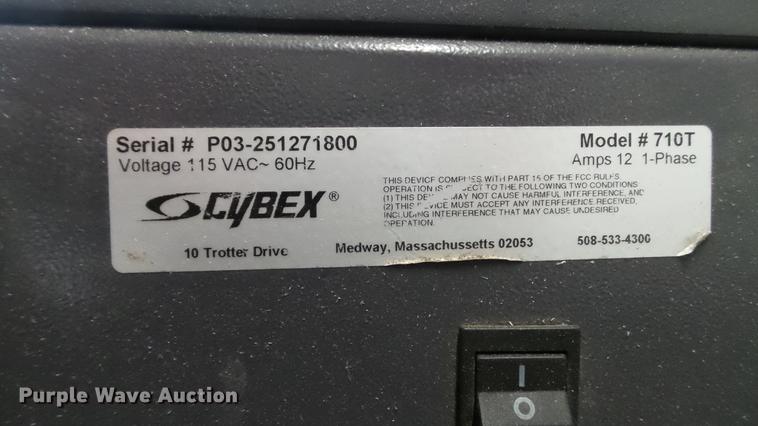 Serial # P03-251271800
Model # 710T
Voltage 115 VAC~ 60Hz
Amps 12 1-Phase
CYBEX®
THIS DEVICE COMPLIES WITH PART 15 OF THE FCC RULES
OPERATION IS TO THE FOLLOWING TWO CONDITIONS
(1) THIS MAY NOT CAUSE HARMFUL INTERFERENCE, AND
(2) THIS MUST ACCEPT ANY INTERFERENCE RECEIVED,
INCLUDING INTERFERENCE THAT MAY CAUSE UNDESIRED
OPERATION.
10 Trotter Drive
Medway, Massachussetts 02053
508-533-4300
I
O
Purple Wave Auction